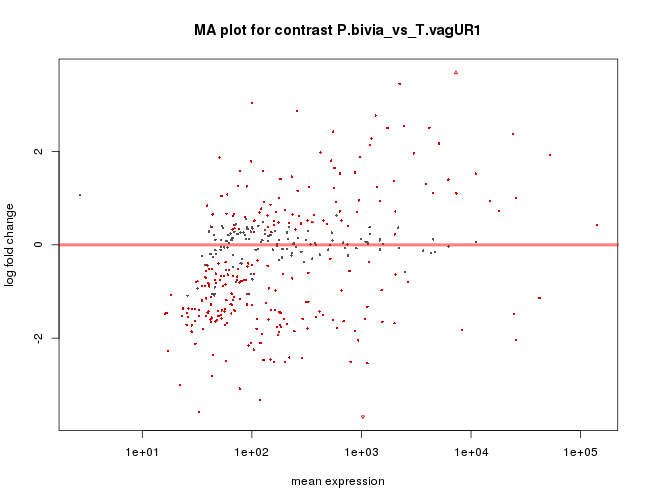 MA plot for contrast P.bivia_vs_T.vagUR1
log fold change
2
0
-2
1e+01 1e+02 1e+03 1e+04 1e+05
mean expression